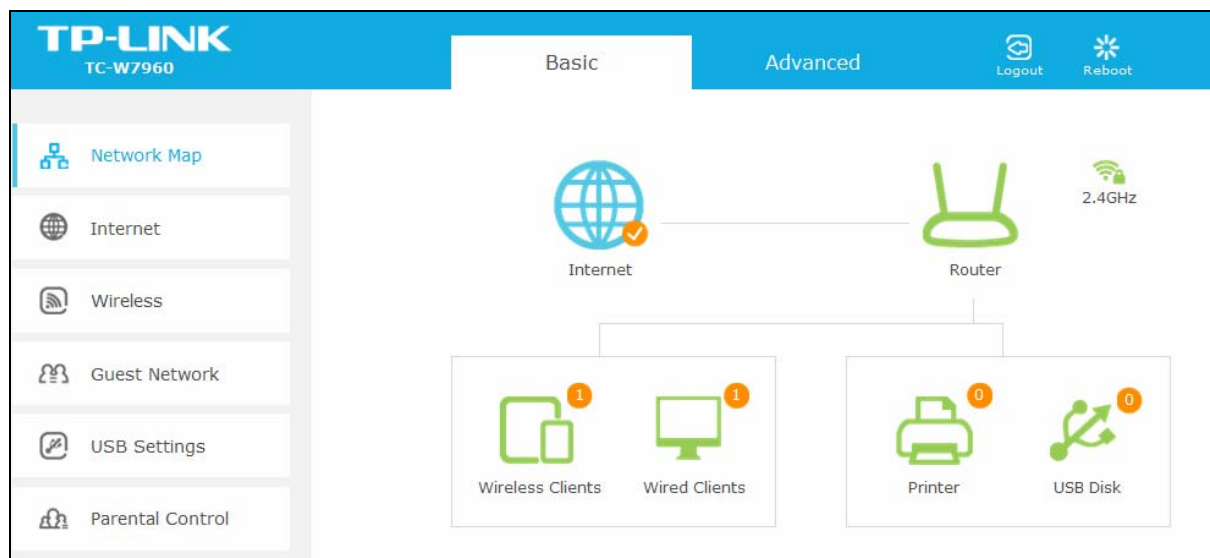 TP-LINK
TC-W7960
Basic
Advanced
Logout
Reboot
Network Map
Internet
Wireless
Guest Network
USB Settings
Parental Control
2.4GHz
Internet
Router
1
1
0
0
Wireless Clients
Wired Clients
Printer
USB Disk